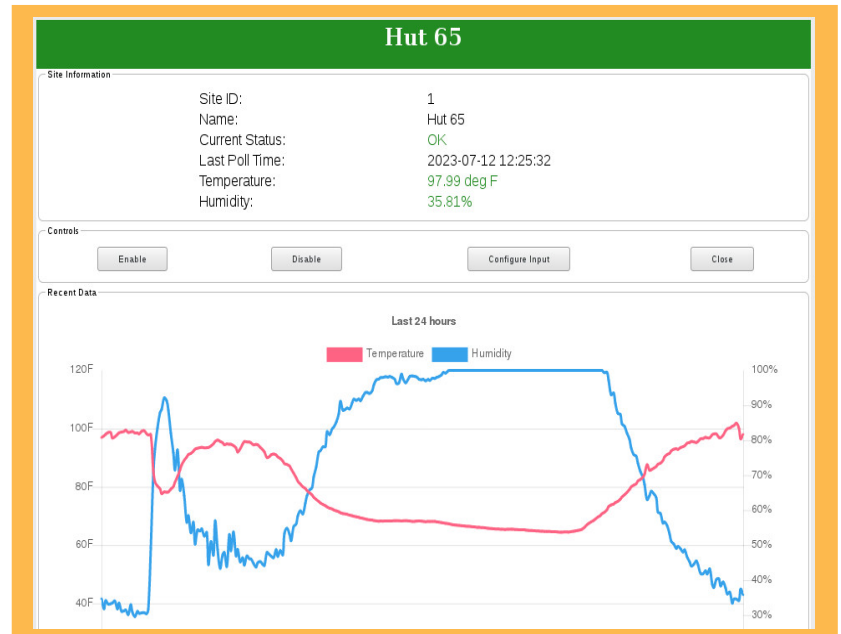 Hut 65
Site Information
Site ID: 1
Name: Hut 65
Current Status: OK
Last Poll Time: 2023-07-12 12:25:32
Temperature: 97.99 deg F
Humidity: 35.81%
Controls
Enable Disable Configure Input Close
Recent Data
Last 24 hours
Temperature Humidity
120F 100%
90%
100F
80%
80F 70%
60%
60F 50%
40%
40F 30%